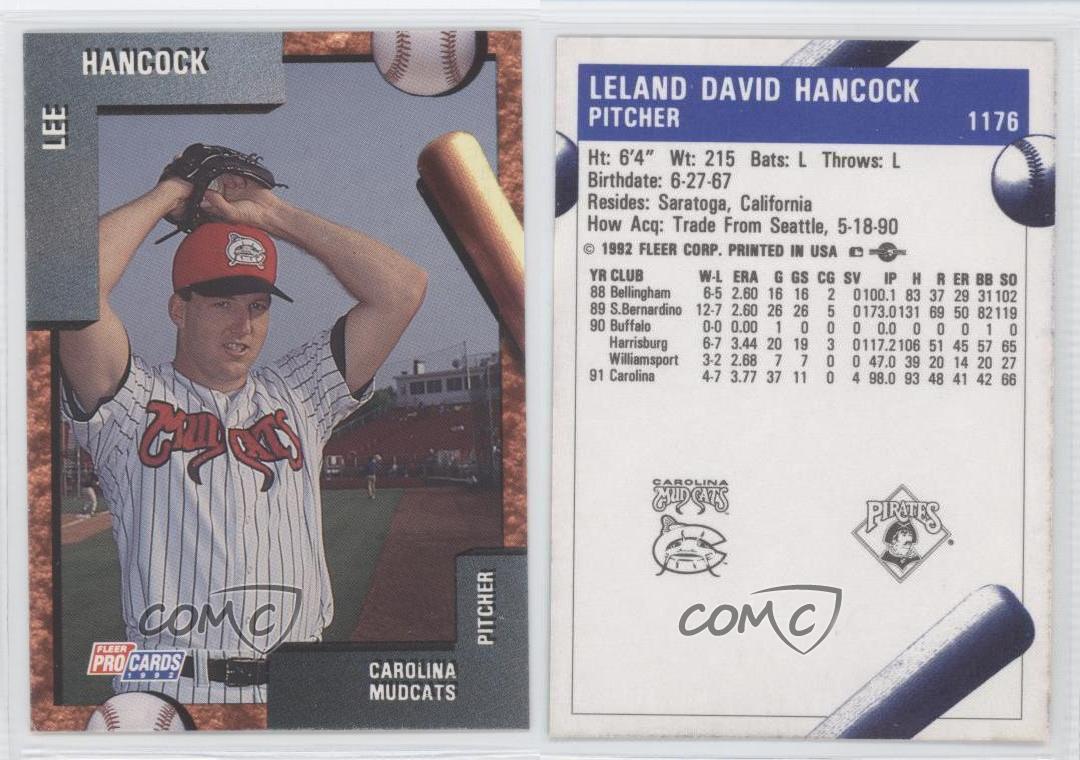 HANCOCK
LEE
MUDCATS
PITCHER
CAROLINA
MUDCATS
FLEER
PRO CARDS
1992
COMC
LELAND DAVID HANCOCK
PITCHER 1176
Ht: 6'4" Wt: 215 Bats: L Throws: L
Birthdate: 6-27-67
Resides: Saratoga, California
How Acq: Trade From Seattle, 5-18-90
© 1992 FLEER CORP. PRINTED IN USA
YR CLUB W-L ERA G GS CG SV IP H R ER BB SO
88 Bellingham 6-5 2.60 16 16 2 0 100.1 83 37 29 31 102
89 S.Bernardino 12-7 2.60 26 26 5 0 173.0 131 69 50 82 119
90 Buffalo 0-0 0.00 1 0 0 0 0.0 0 0 0 1 0
Harrisburg 6-7 3.44 20 19 3 0 117.2 106 51 45 57 65
Williamsport 3-2 2.68 7 7 0 0 47.0 39 20 14 20 27
91 Carolina 4-7 3.77 37 11 0 4 98.0 93 48 41 42 66
CAROLINA
MUDCATS
PIRATES
®
COMC